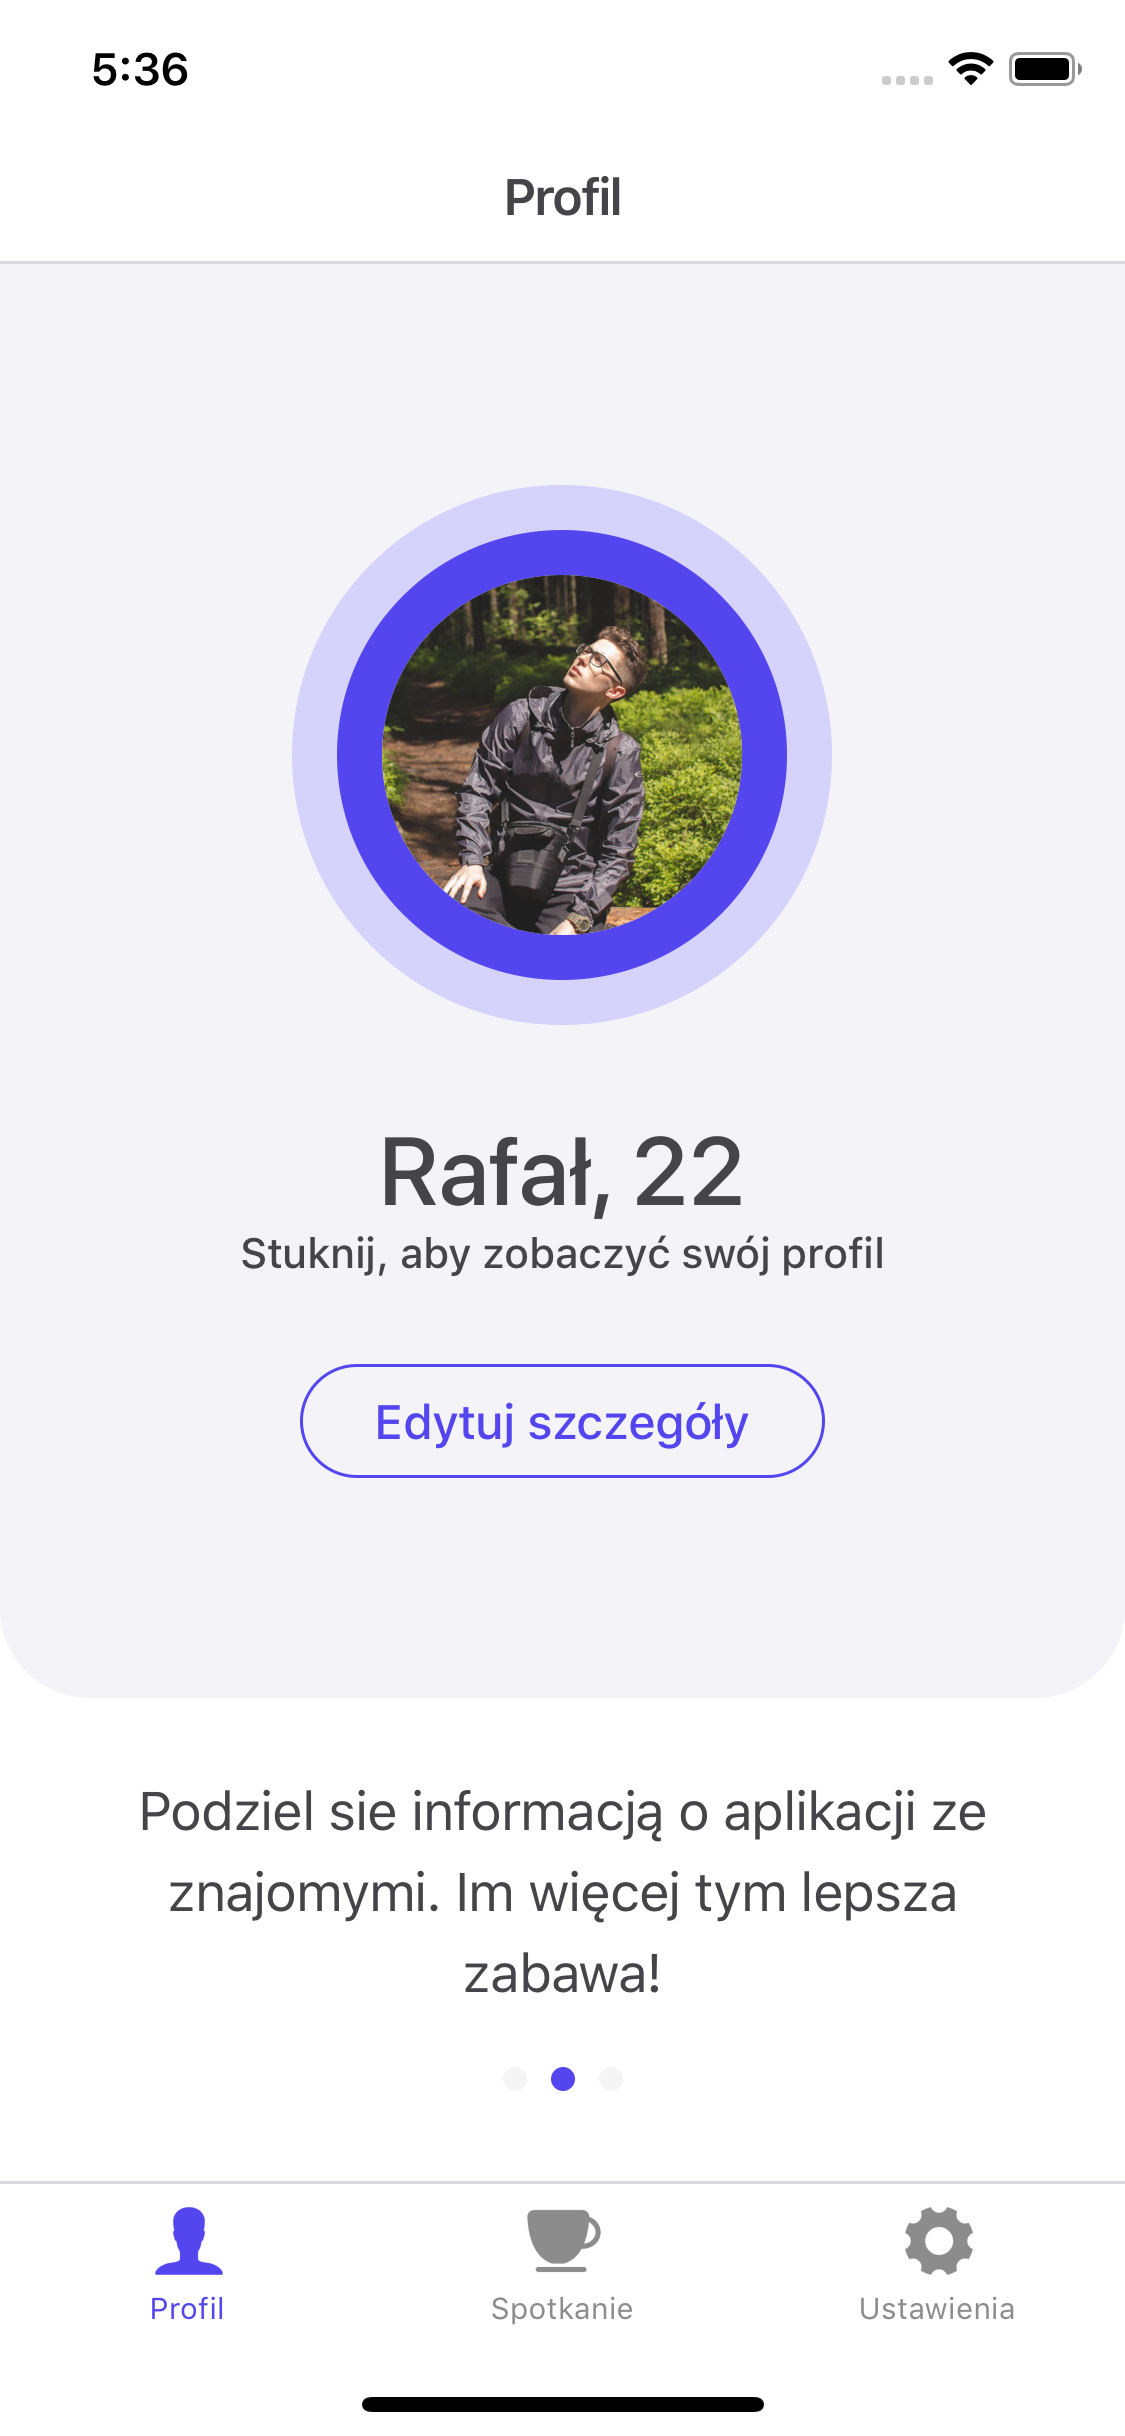 5:36
Profil
Rafał, 22
Stuknij, aby zobaczyć swój profil
Edytuj szczegóły
Podziel sie informacją o aplikacji ze
znajomymi. Im więcej tym lepsza
zabawa!
Profil
Spotkanie
Ustawienia